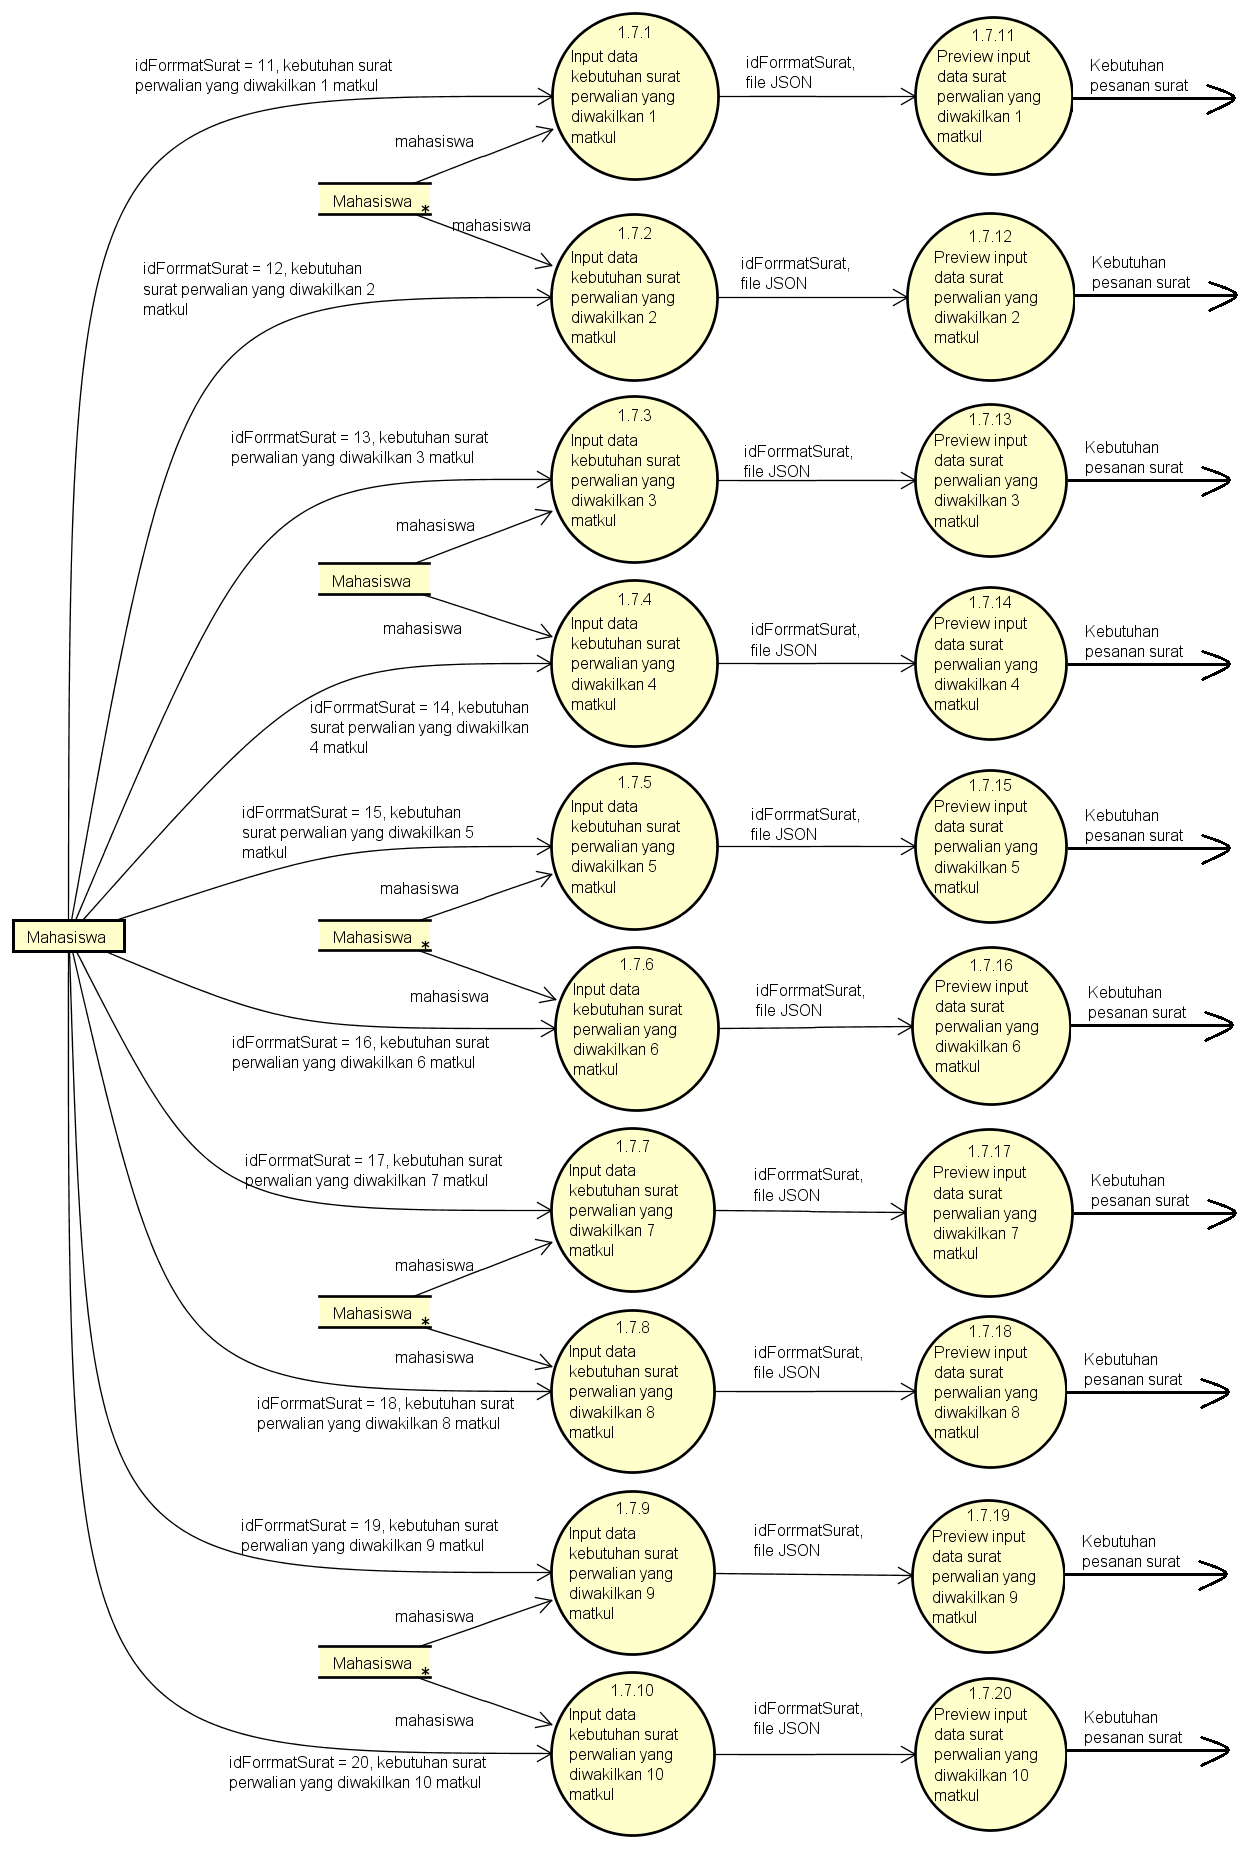 idForrmatSurat = 11, kebutuhan surat
perwalian yang diwakilkan 1 matkul
1.7.1
Input data
kebutuhan surat
perwalian yang
diwakilkan 1
matkul
idForrmatSurat,
file JSON
1.7.11
Preview input
data surat
perwalian yang
diwakilkan 1
matkul
Kebutuhan
pesanan surat
mahasiswa
Mahasiswa *
mahasiswa
idForrmatSurat = 12, kebutuhan
surat perwalian yang diwakilkan 2
matkul
1.7.2
Input data
kebutuhan surat
perwalian yang
diwakilkan 2
matkul
idForrmatSurat,
file JSON
1.7.12
Preview input
data surat
perwalian yang
diwakilkan 2
matkul
Kebutuhan
pesanan surat
idForrmatSurat = 13, kebutuhan surat
perwalian yang diwakilkan 3 matkul
1.7.3
Input data
kebutuhan surat
perwalian yang
diwakilkan 3
matkul
idForrmatSurat,
file JSON
1.7.13
Preview input
data surat
perwalian yang
diwakilkan 3
matkul
Kebutuhan
pesanan surat
mahasiswa
Mahasiswa
mahasiswa
idForrmatSurat = 14, kebutuhan
surat perwalian yang diwakilkan
4 matkul
1.7.4
Input data
kebutuhan surat
perwalian yang
diwakilkan 4
matkul
idForrmatSurat,
file JSON
1.7.14
Preview input
data surat
perwalian yang
diwakilkan 4
matkul
Kebutuhan
pesanan surat
idForrmatSurat = 15, kebutuhan
surat perwalian yang diwakilkan 5
matkul
1.7.5
Input data
kebutuhan surat
perwalian yang
diwakilkan 5
matkul
idForrmatSurat,
file JSON
1.7.15
Preview input
data surat
perwalian yang
diwakilkan 5
matkul
Kebutuhan
pesanan surat
mahasiswa
Mahasiswa
Mahasiswa *
mahasiswa
idForrmatSurat = 16, kebutuhan surat
perwalian yang diwakilkan 6 matkul
1.7.6
Input data
kebutuhan surat
perwalian yang
diwakilkan 6
matkul
idForrmatSurat,
file JSON
1.7.16
Preview input
data surat
perwalian yang
diwakilkan 6
matkul
Kebutuhan
pesanan surat
idForrmatSurat = 17, kebutuhan surat
perwalian yang diwakilkan 7 matkul
1.7.7
Input data
kebutuhan surat
perwalian yang
diwakilkan 7
matkul
idForrmatSurat,
file JSON
1.7.17
Preview input
data surat
perwalian yang
diwakilkan 7
matkul
Kebutuhan
pesanan surat
mahasiswa
Mahasiswa *
mahasiswa
idForrmatSurat = 18, kebutuhan surat
perwalian yang diwakilkan 8 matkul
1.7.8
Input data
kebutuhan surat
perwalian yang
diwakilkan 8
matkul
idForrmatSurat,
file JSON
1.7.18
Preview input
data surat
perwalian yang
diwakilkan 8
matkul
Kebutuhan
pesanan surat
idForrmatSurat = 19, kebutuhan surat
perwalian yang diwakilkan 9 matkul
1.7.9
Input data
kebutuhan surat
perwalian yang
diwakilkan 9
matkul
idForrmatSurat,
file JSON
1.7.19
Preview input
data surat
perwalian yang
diwakilkan 9
matkul
Kebutuhan
pesanan surat
mahasiswa
Mahasiswa *
mahasiswa
idForrmatSurat = 20, kebutuhan surat
perwalian yang diwakilkan 10 matkul
1.7.10
Input data
kebutuhan surat
perwalian yang
diwakilkan 10
matkul
idForrmatSurat,
file JSON
1.7.20
Preview input
data surat
perwalian yang
diwakilkan 10
matkul
Kebutuhan
pesanan surat